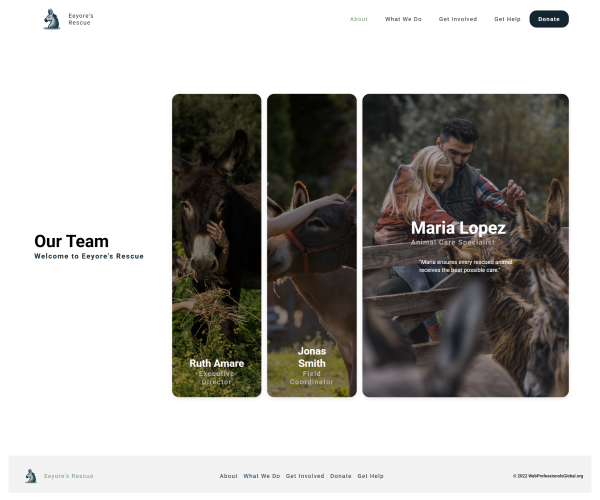 Eeyore's
Rescue
About What We Do Get Involved Get Help Donate
Our Team
Welcome to Eeyore's Rescue
Ruth Amare
Executive
Director
Jonas
Smith
Field
Coordinator
Maria Lopez
Animal Care Specialist
"Maria ensures every rescued animal
receives the best possible care."
Eeyore's Rescue
About What We Do Get Involved Donate Get Help
© 2022 WebProfessionalsGlobal.org